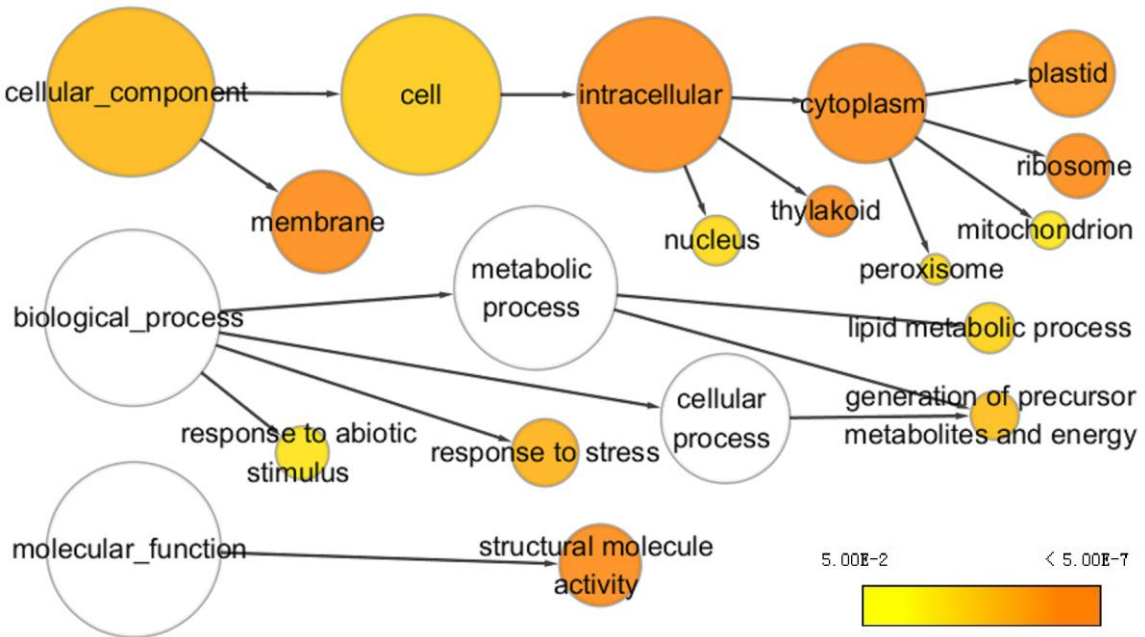 cellular_component
cell
intracellular
cytoplasm
plastid
ribosome
membrane
nucleus
thylakoid
mitochondrion
peroxisome
biological_process
metabolic
process
lipid metabolic process
cellular
process
generation of precursor
metabolites and energy
response to abiotic
stimulus
response to stress
molecular_function
structural molecule
activity
5.00E-2
< 5.00E-7